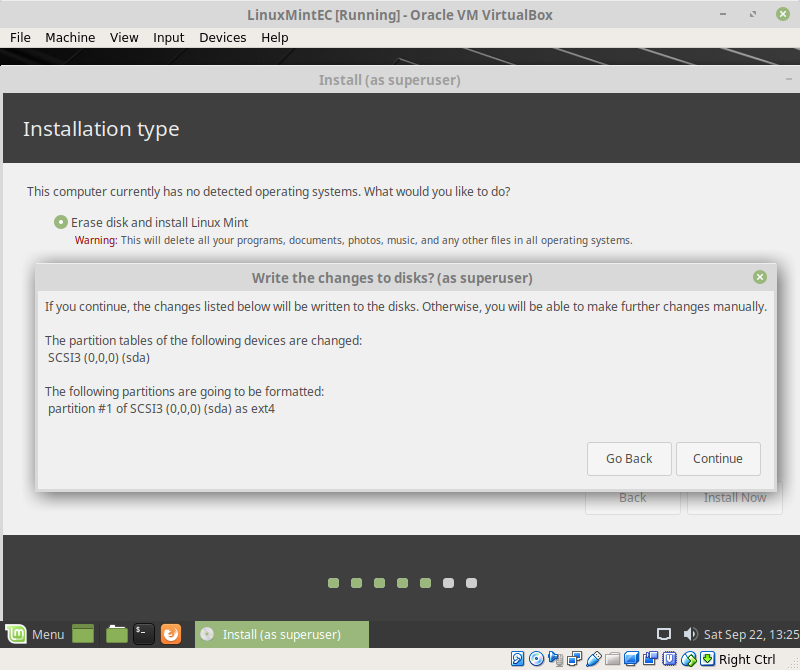 LinuxMintEC [Running] - Oracle VM VirtualBox
File Machine View Input Devices Help
Install (as superuser)
Installation type
This computer currently has no detected operating systems. What would you like to do?
Erase disk and install Linux Mint
Warning: This will delete all your programs, documents, photos, music, and any other files in all operating systems.
Write the changes to disks? (as superuser)
If you continue, the changes listed below will be written to the disks. Otherwise, you will be able to make further changes manually.
The partition tables of the following devices are changed:
SCSI3 (0,0,0) (sda)
The following partitions are going to be formatted:
partition #1 of SCSI3 (0,0,0) (sda) as ext4
Go Back Continue
Back Install Now
Menu Install (as superuser) Sat Sep 22, 13:25
Right Ctrl